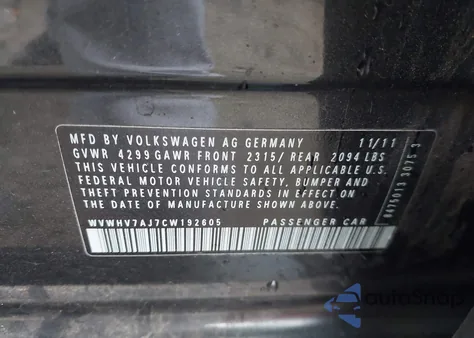 MFD BY VOLKSWAGEN AG GERMANY 11/11
GVWR 4299 GAWR FRONT 2315/ REAR 2094 LBS
THIS VEHICLE CONFORMS TO ALL APPLICABLE U.S.
FEDERAL MOTOR VEHICLE SAFETY, BUMPER AND
THEFT PREVENTION STANDARDS IN EFFECT ON
THE DATE OF MANUFACTURE SHOWN ABOVE.
WVWHV7AJ7CW192605 PASSENGER CAR
autoSnap